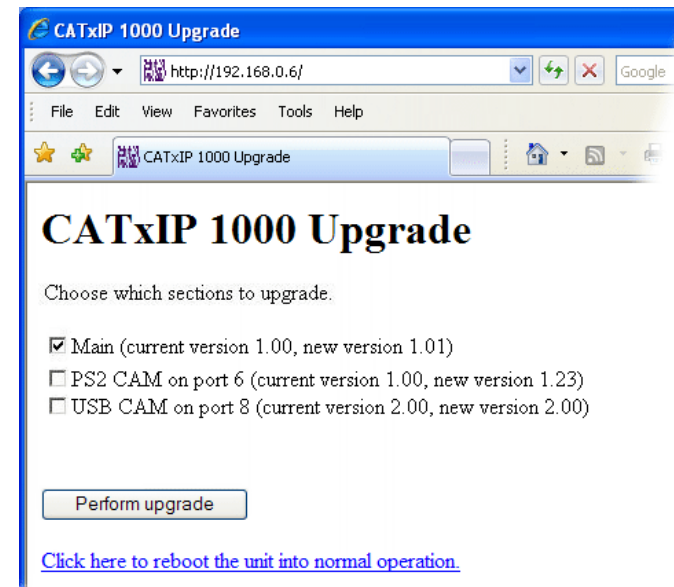 CATxIP 1000 Upgrade
http://192.168.0.6/
Google
File Edit View Favorites Tools Help
CATxIP 1000 Upgrade
CATxIP 1000 Upgrade
Choose which sections to upgrade.
Main (current version 1.00, new version 1.01)
PS2 CAM on port 6 (current version 1.00, new version 1.23)
USB CAM on port 8 (current version 2.00, new version 2.00)
Perform upgrade
Click here to reboot the unit into normal operation.